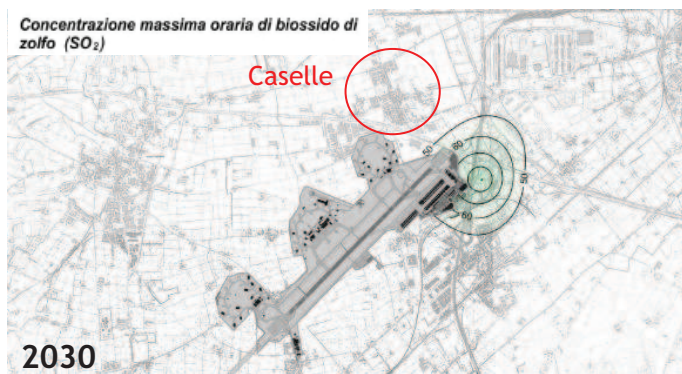 Concentrazione massima oraria di biossido di
zolfo (SO₂)
Caselle
50
60
50
60
2030